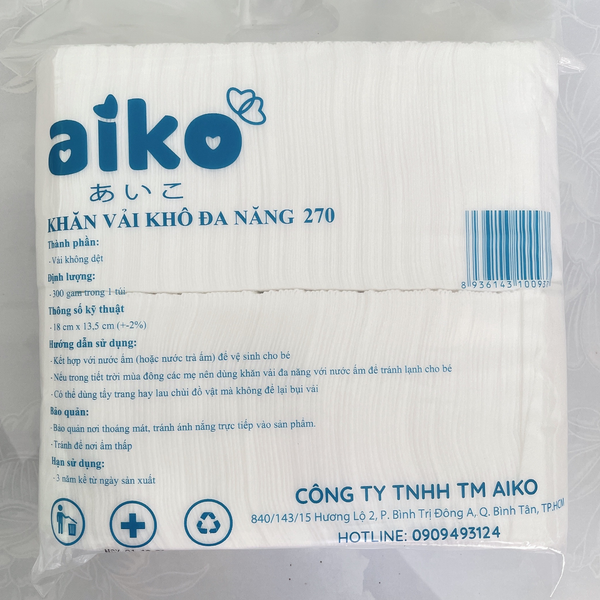 aiko
あいこ
KHĂN VẢI KHÔ ĐA NĂNG 270
Thành phần:
- Vải không dệt
Định lượng:
- 300 gam trong 1 túi
Thông số kỹ thuật
- 18 cm x 13,5 cm (+-2%)
Hướng dẫn sử dụng:
- Kết hợp với nước ấm (hoặc nước trà ấm) để vệ sinh cho bé
- Nếu trong tiết trời mùa đông các mẹ nên dùng khăn vải đa năng với nước ấm để tránh lạnh cho bé
- Có thể dùng tẩy trang hay lau chùi đồ vật mà không để lại bụi vải
Bảo quản:
- Bảo quản nơi thoáng mát, tránh ánh nắng trực tiếp vào sản phẩm.
- Tránh để nơi ẩm thấp
Hạn sử dụng:
- 3 năm kể từ ngày sản xuất
8 936143 100937
CÔNG TY TNHH TM AIKO
840/143/15 Hương Lộ 2, P. Bình Trị Đông A, Q. Bình Tân, TP.HCM
HOTLINE: 0909493124